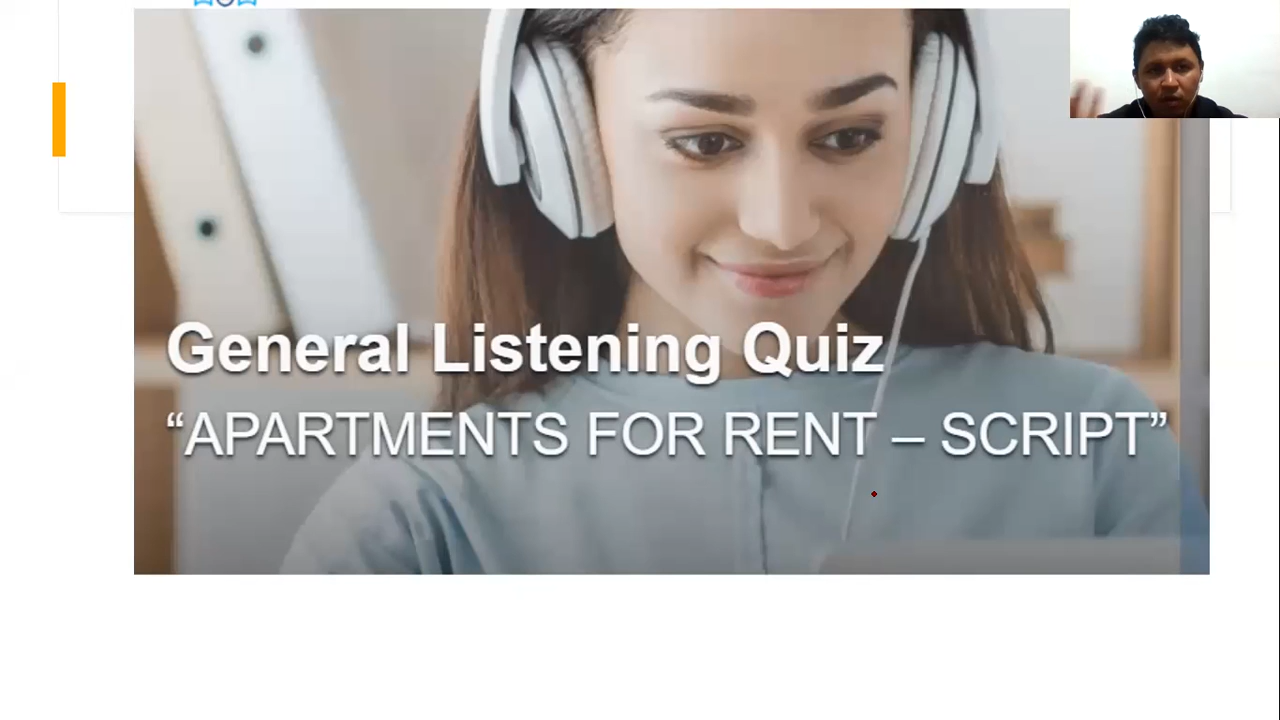 General Listening Quiz
“APARTMENTS FOR RENT – SCRIPT”